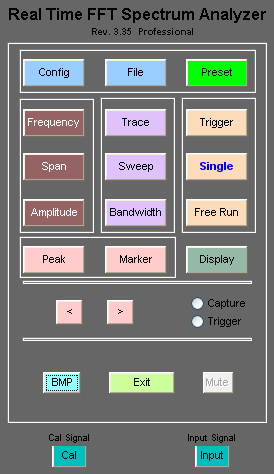 Real Time FFT Spectrum Analyzer
Rev. 3.35 Professional
Config File Preset
Frequency Trace Trigger
Span Sweep Single
Amplitude Bandwidth Free Run
Peak Marker Display
< > Capture
Trigger
BMP Exit Mute
Cal Signal Input Signal
Cal Input